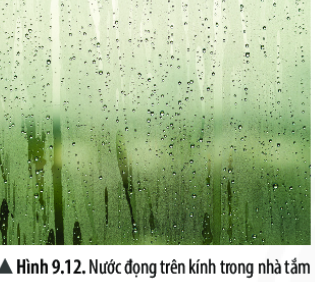 ▲ Hình 9.12. Nước đọng trên kính trong nhà tắm